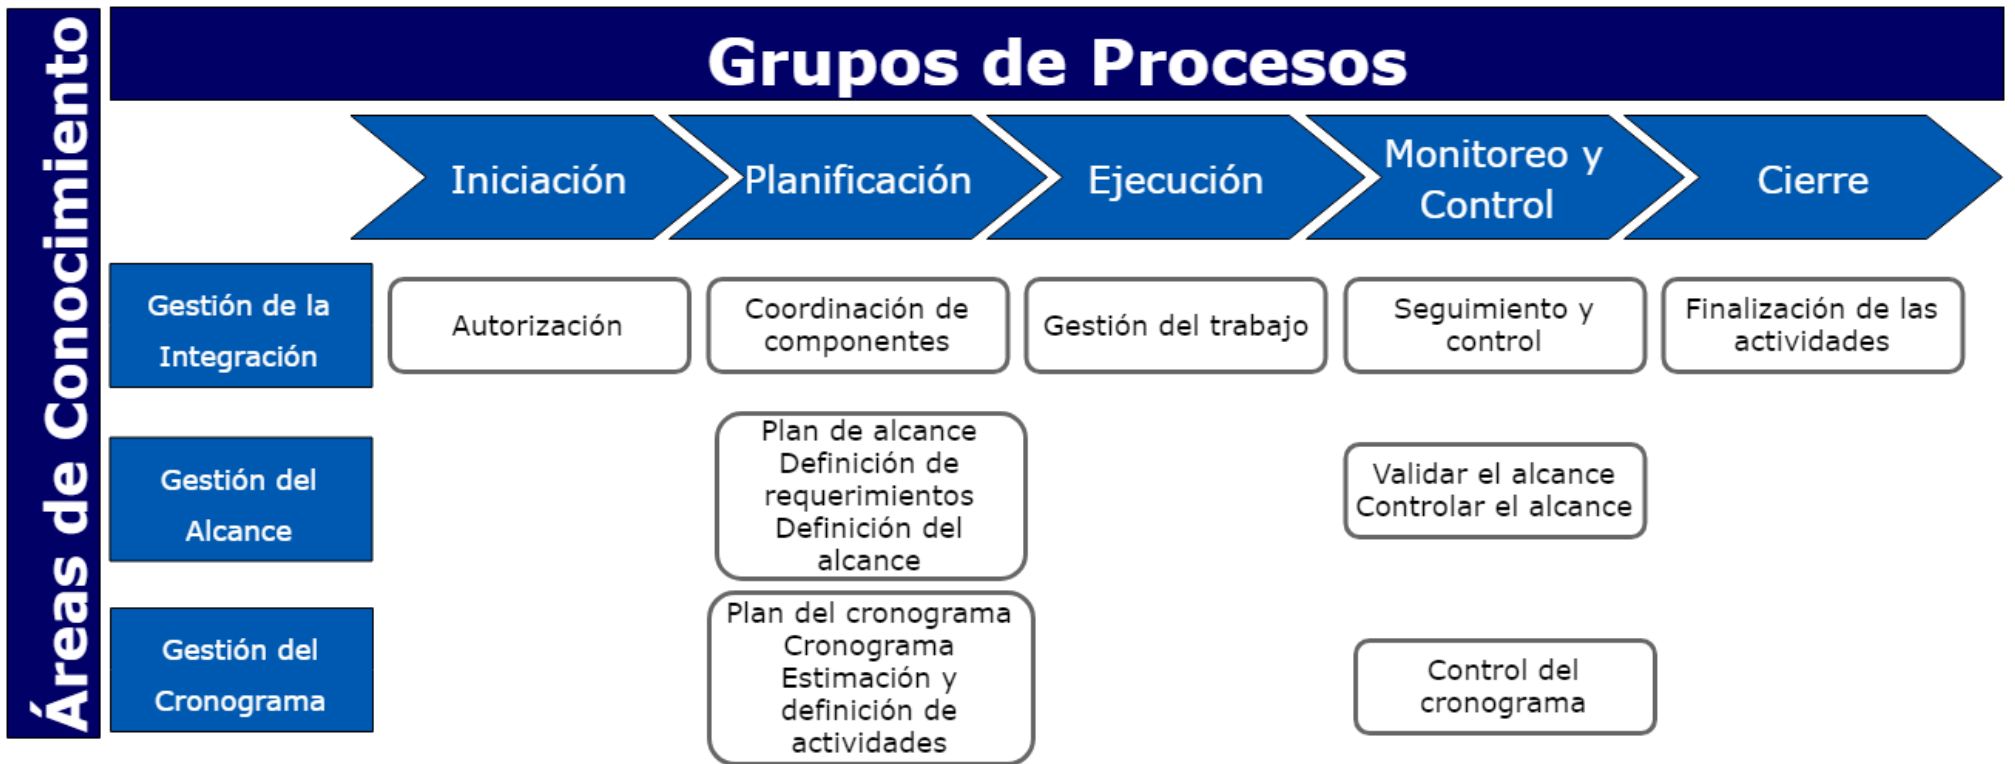 Áreas de Conocimiento
Grupos de Procesos
Iniciación
Planificación
Ejecución
Monitoreo y
Control
Cierre
Gestión de la
Integración
Autorización
Coordinación de
componentes
Gestión del trabajo
Seguimiento y
control
Finalización de las
actividades
Gestión del
Alcance
Plan de alcance
Definición de
requerimientos
Definición del
alcance
Validar el alcance
Controlar el alcance
Gestión del
Cronograma
Plan del cronograma
Cronograma
Estimación y
definición de
actividades
Control del
cronograma